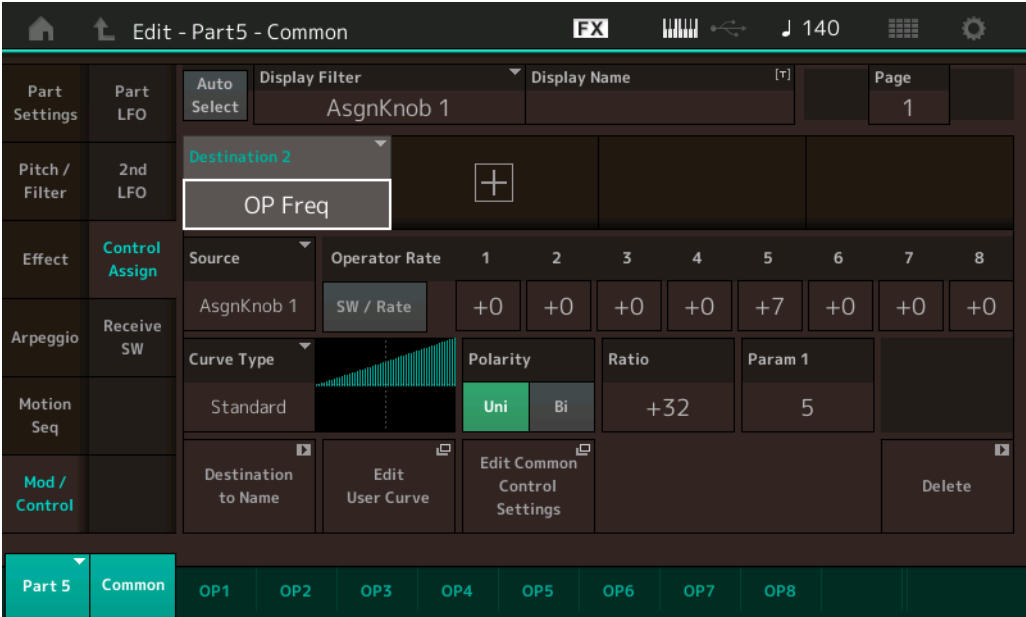 Edit - Part5 - Common
FX
140
Part
Settings
Part
LFO
Auto
Select
Display Filter
AsgnKnob 1
Display Name
[T]
Page
1
Pitch /
Filter
2nd
LFO
Destination 2
OP Freq
Effect
Control
Assign
Source
AsgnKnob 1
Operator Rate 1 2 3 4 5 6 7 8
SW / Rate +0 +0 +0 +0 +7 +0 +0 +0
Arpeggio
Receive
SW
Curve Type
Standard
Polarity
Uni Bi
Ratio
+32
Param 1
5
Motion
Seq
Mod /
Control
Destination
to Name
Edit
User Curve
Edit Common
Control
Settings
Delete
Part 5 Common OP1 OP2 OP3 OP4 OP5 OP6 OP7 OP8